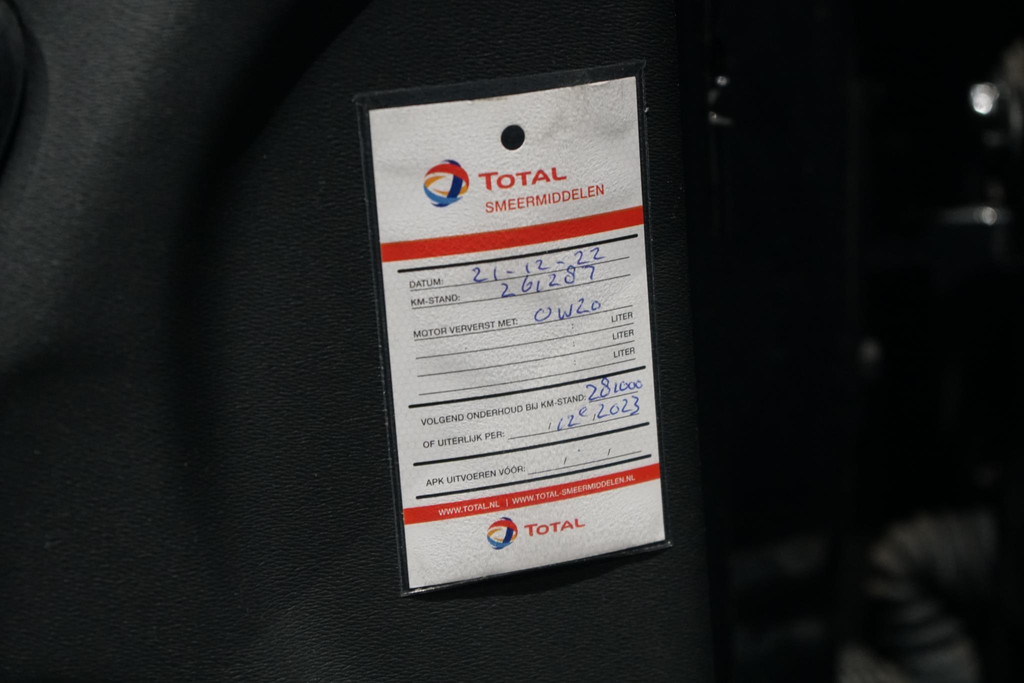 TOTAL
SMEERMIDDELEN
DATUM: 21-12-22
KM-STAND: 261287
MOTOR VERVERST MET: 0W20
LITER
LITER
LITER
VOLGEND ONDERHOUD BIJ KM-STAND: 281000
OF UITERLIJK PER: 12e 2023
APK UITVOEREN VÓÓR:
WWW.TOTAL.NL | WWW.TOTAL-SMEERMIDDELEN.NL
TOTAL